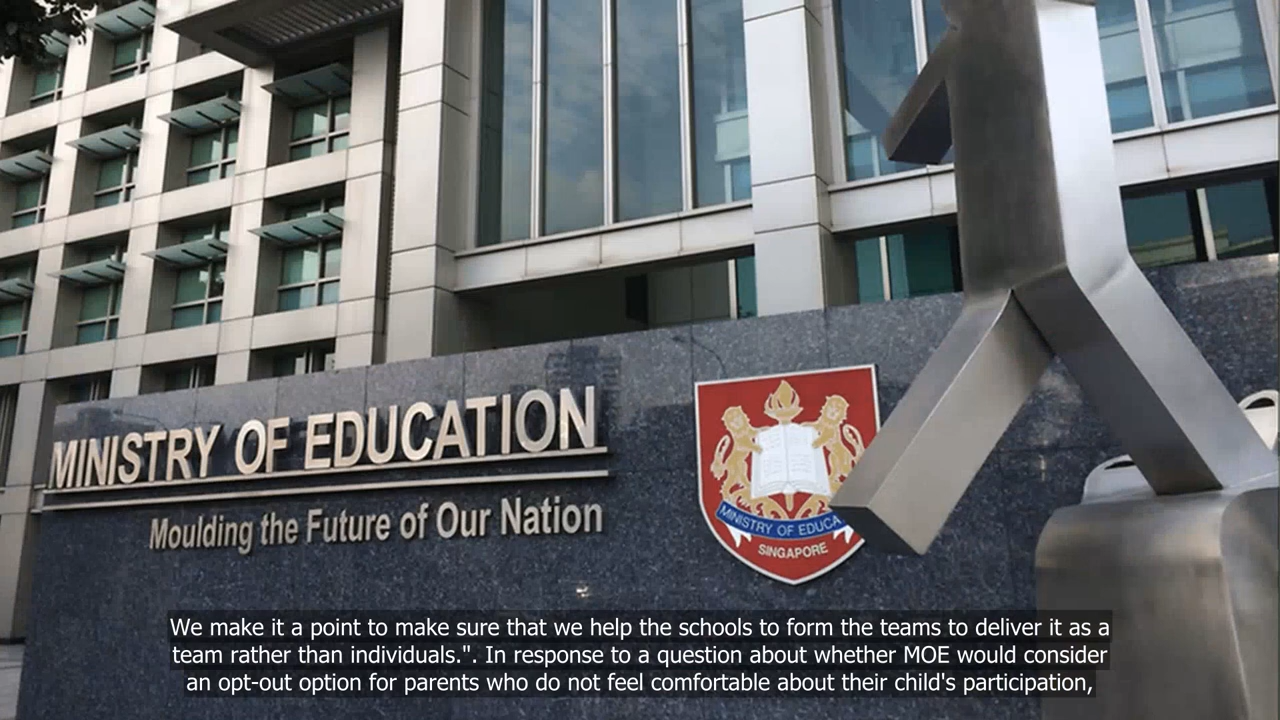 MINISTRY OF EDUCATION
Moulding the Future of Our Nation
MINISTRY OF EDUCA
SINGAPORE
We make it a point to make sure that we help the schools to form the teams to deliver it as a
team rather than individuals.". In response to a question about whether MOE would consider
an opt-out option for parents who do not feel comfortable about their child's participation,